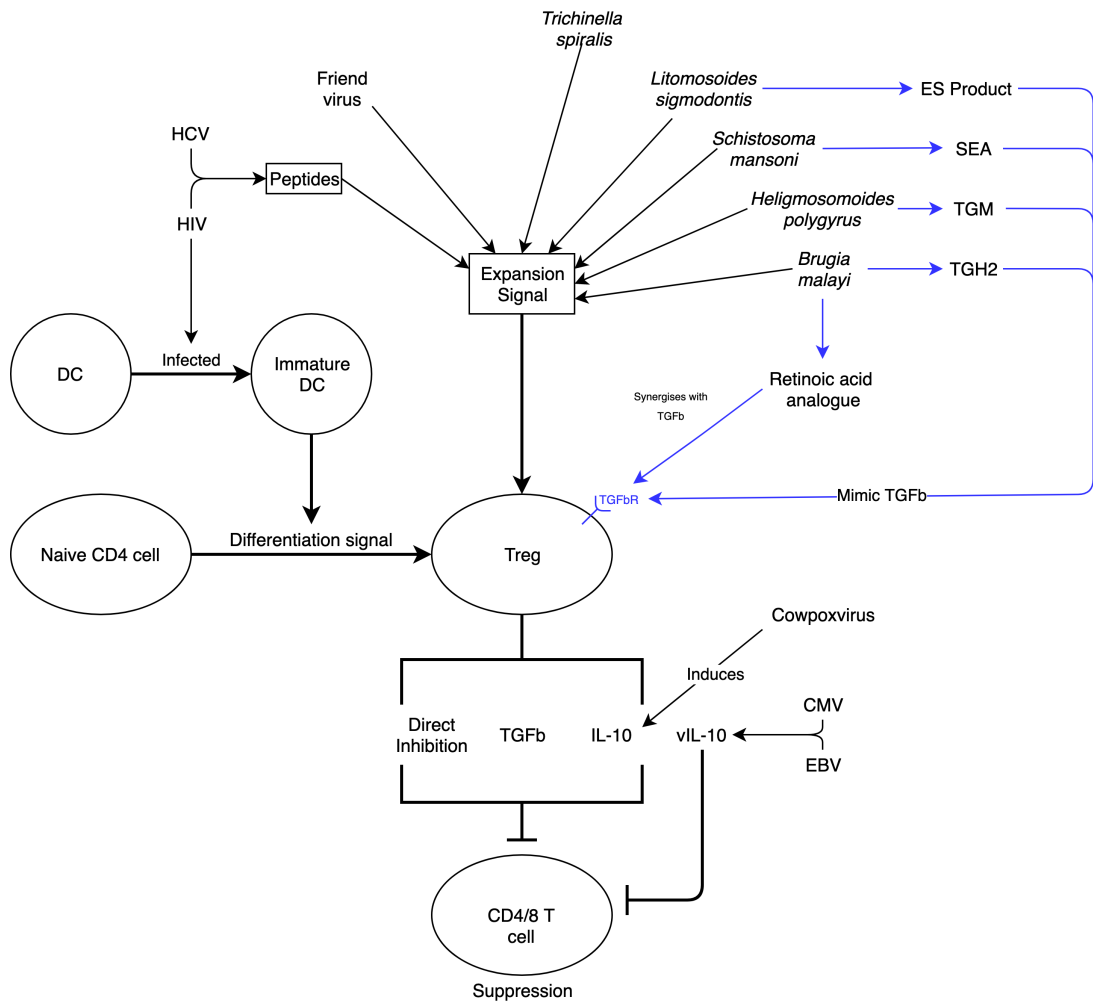 Trichinella
spiralis
Friend
virus
Litomosoides
sigmodontis
ES Product
HCV
Schistosoma
mansoni
SEA
Peptides
HIV
Heligmosomoides
polygyrus
TGM
Brugia
malayi
TGH2
Expansion
Signal
DC
Infected
Immature
DC
Retinoic acid
analogue
Synergises with
TGFb
TGFbR
Mimic TGFb
Naive CD4 cell
Differentiation signal
Treg
Cowpoxvirus
Induces
Direct
Inhibition
TGFb
IL-10
vIL-10
CMV
EBV
CD4/8 T
cell
Suppression